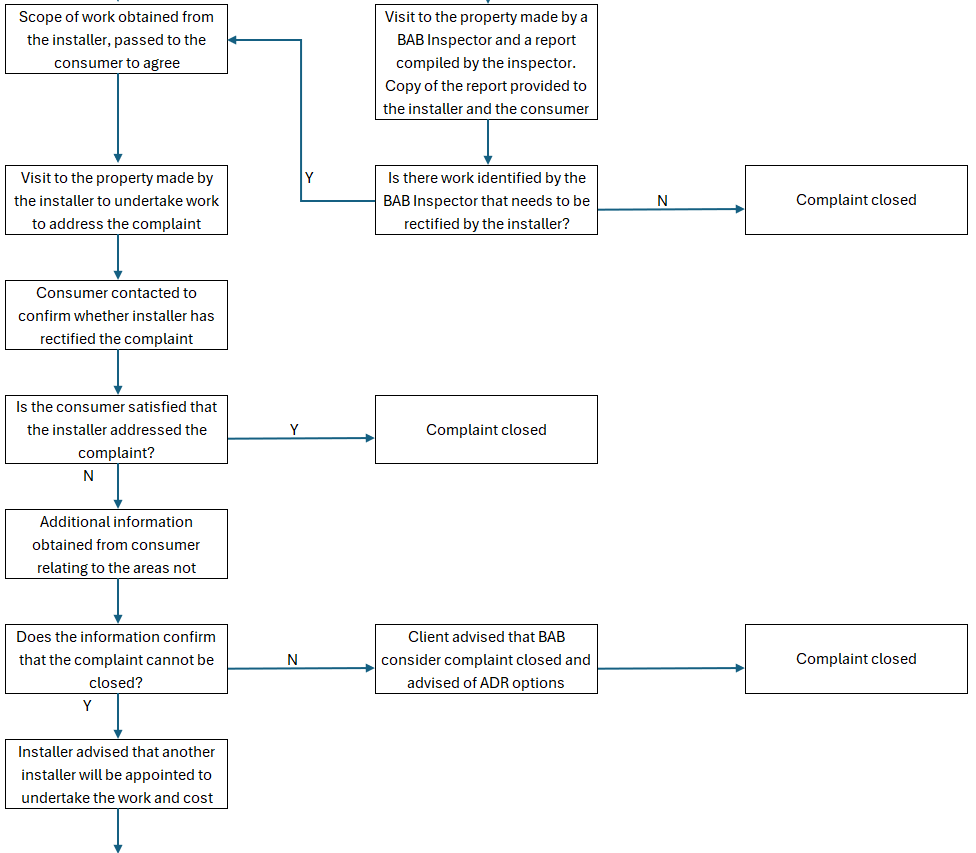 Scope of work obtained from
the installer, passed to the
consumer to agree
Visit to the property made by a
BAB Inspector and a report
compiled by the inspector.
Copy of the report provided to
the installer and the consumer
Visit to the property made by
the installer to undertake work
to address the complaint
Y
Is there work identified by the
BAB Inspector that needs to be
rectified by the installer?
N
Complaint closed
Consumer contacted to
confirm whether installer has
rectified the complaint
Is the consumer satisfied that
the installer addressed the
complaint?
Y
Complaint closed
N
Additional information
obtained from consumer
relating to the areas not
Does the information confirm
that the complaint cannot be
closed?
N
Client advised that BAB
consider complaint closed and
advised of ADR options
Complaint closed
Y
Installer advised that another
installer will be appointed to
undertake the work and cost